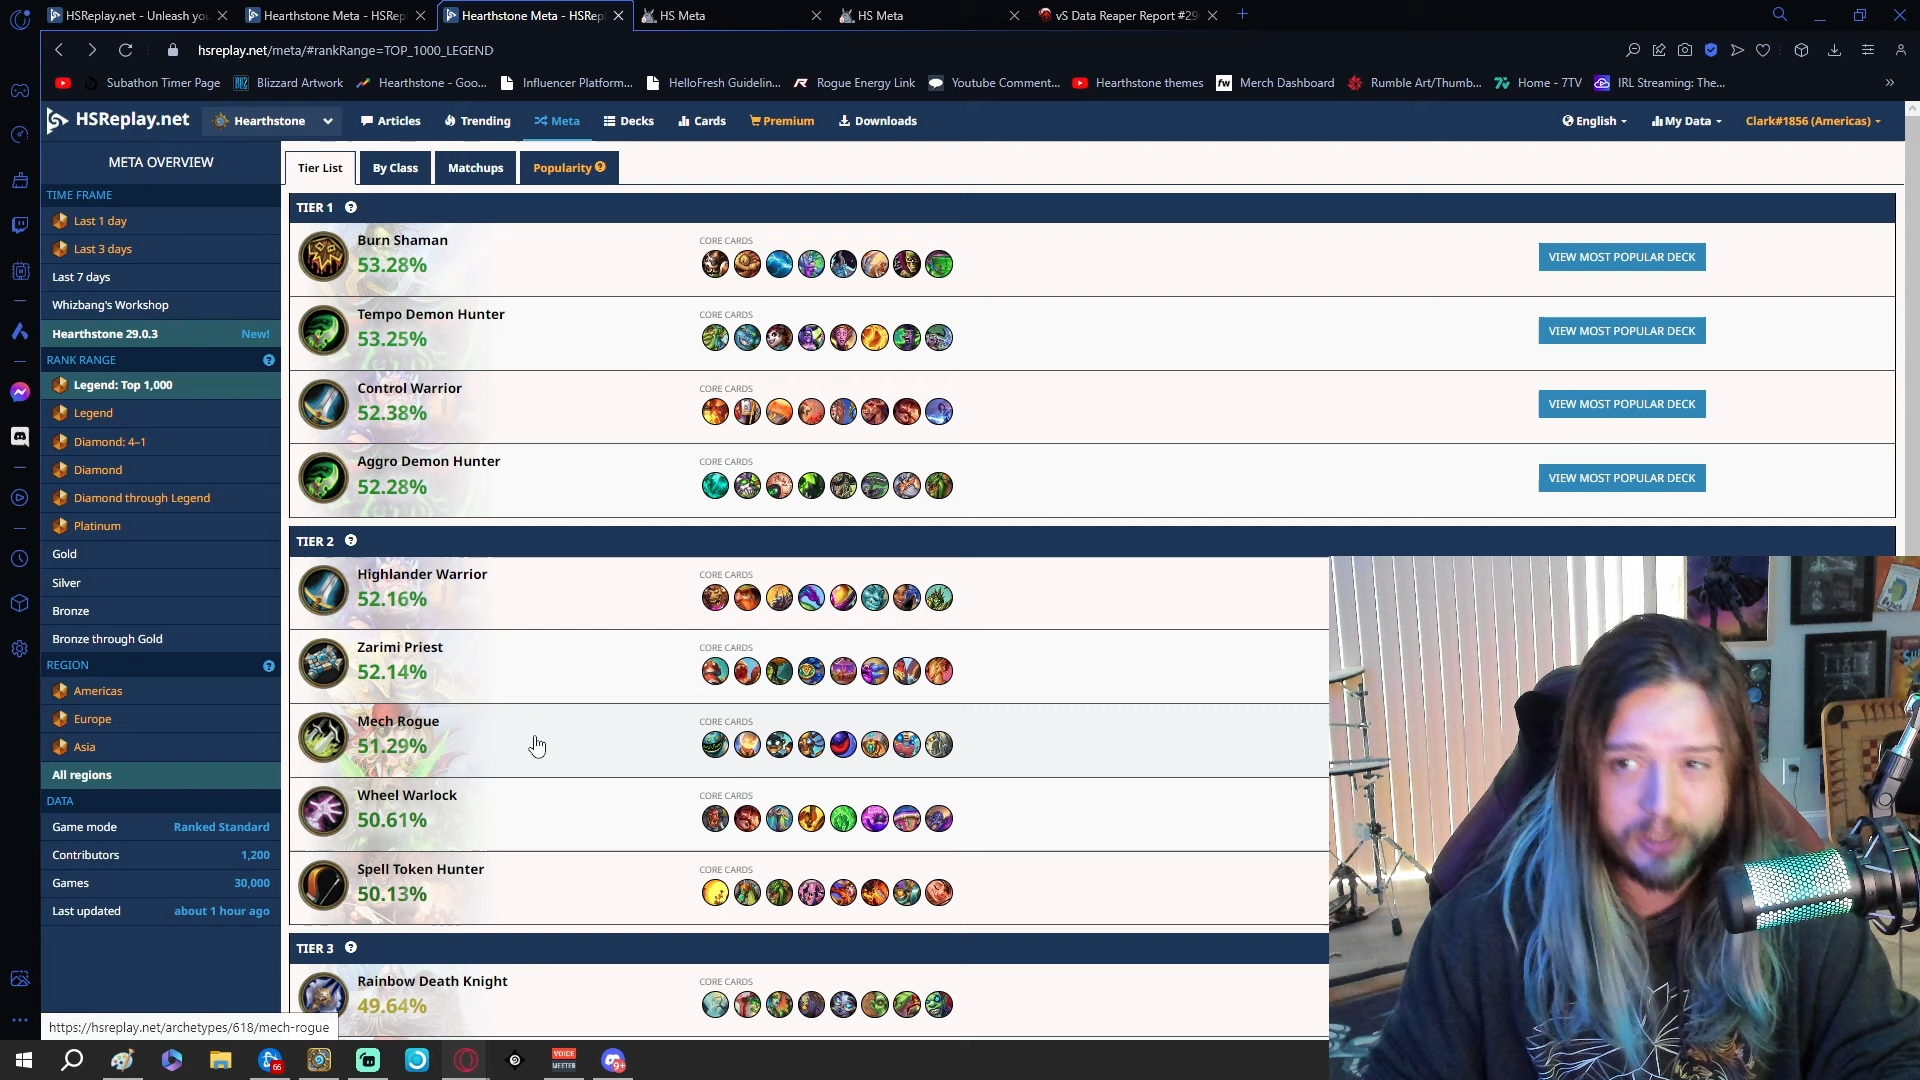 HSReplay.net - Unleash yo
Hearthstone Meta - HSRep
Hearthstone Meta - HSRep
HS Meta
HS Meta
vS Data Reaper Report #29
hsreplay.net/meta/#rankRange=TOP_1000_LEGEND
Subathon Timer Page
BLIZ
Blizzard Artwork
Hearthstone - Goo...
Influencer Platform...
HelloFresh Guidelin...
Rogue Energy Link
Youtube Comment...
Hearthstone themes
fw
Merch Dashboard
Rumble Art/Thumb...
Home - 7TV
IRL Streaming: The...
HSReplay.net
Hearthstone
Articles
Trending
Meta
Decks
Cards
Premium
Downloads
English
My Data
Clark#1856 (Americas)
META OVERVIEW
TIME FRAME
Last 1 day
Last 3 days
Last 7 days
Whizbang's Workshop
Hearthstone 29.0.3 New!
RANK RANGE
Legend: Top 1,000
Legend
Diamond: 4–1
Diamond
Diamond through Legend
Platinum
Gold
Silver
Bronze
Bronze through Gold
REGION
Americas
Europe
Asia
All regions
DATA
Game mode Ranked Standard
Contributors 1,200
Games 30,000
Last updated about 1 hour ago
Tier List
By Class
Matchups
Popularity
TIER 1
Burn Shaman
53.28%
CORE CARDS
VIEW MOST POPULAR DECK
Tempo Demon Hunter
53.25%
CORE CARDS
VIEW MOST POPULAR DECK
Control Warrior
52.38%
CORE CARDS
VIEW MOST POPULAR DECK
Aggro Demon Hunter
52.28%
CORE CARDS
VIEW MOST POPULAR DECK
TIER 2
Highlander Warrior
52.16%
CORE CARDS
Zarimi Priest
52.14%
CORE CARDS
Mech Rogue
51.29%
CORE CARDS
Wheel Warlock
50.61%
CORE CARDS
Spell Token Hunter
50.13%
CORE CARDS
TIER 3
Rainbow Death Knight
49.64%
CORE CARDS
https://hsreplay.net/archetypes/618/mech-rogue
66
VOICE
MEETER
9+